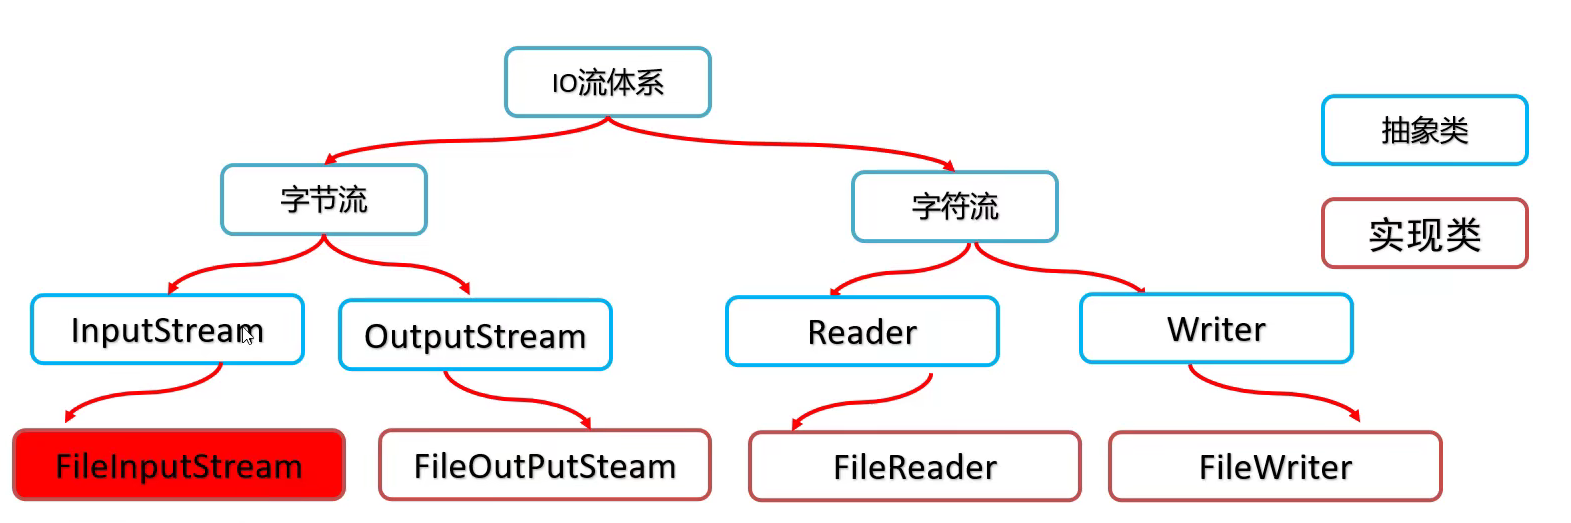 IO流体系
抽象类
字节流
字符流
实现类
InputStream
OutputStream
Reader
Writer
FileInputStream
FileOutPutSteam
FileReader
FileWriter